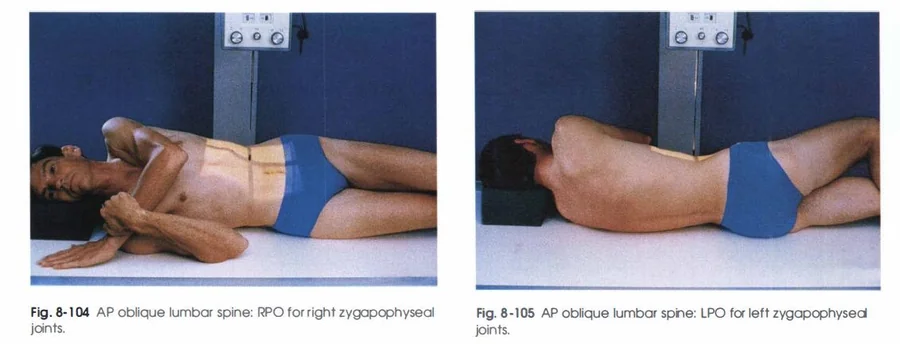 Fig. 8-104 AP oblique lumbar spine: RPO for right zygapophyseal
joints.
Fig. 8-105 AP oblique lumbar spine: LPO for left zygapophyseal
joints.